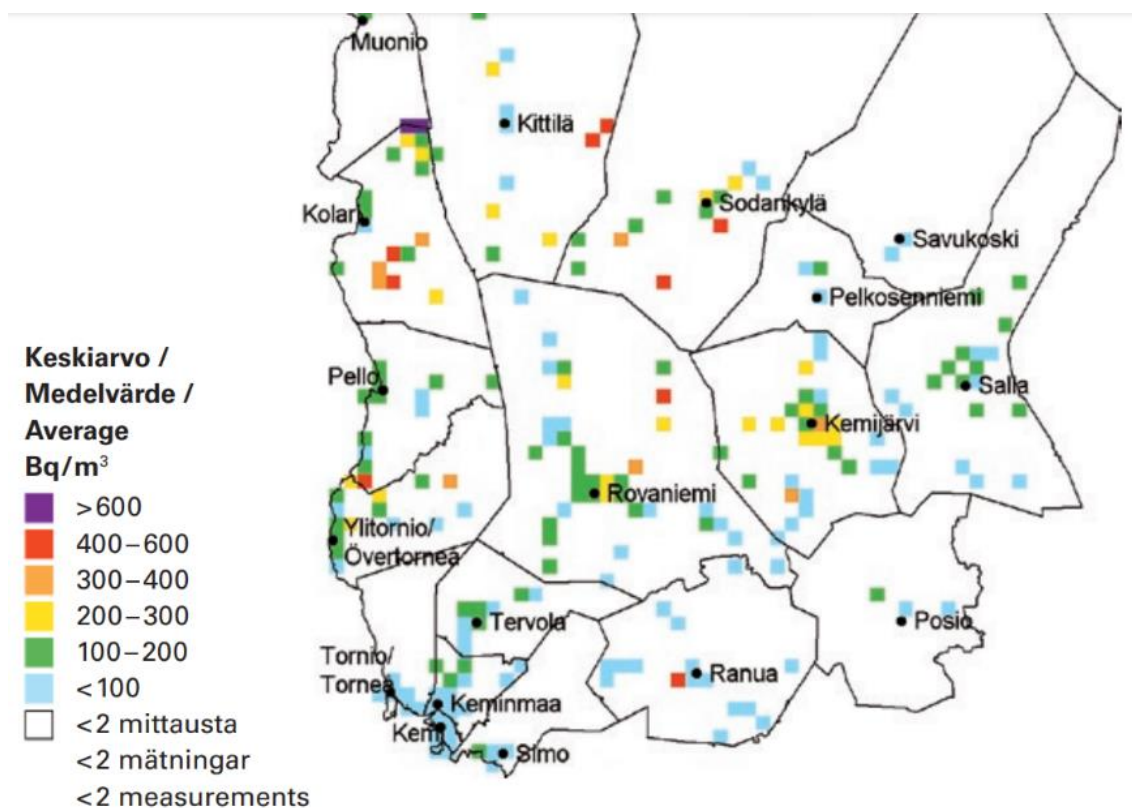 Muonio
Kittilä
Kolari
Sodankylä
Savukoski
Pelkosenniemi
Pello
Salla
Kemijärvi
Rovaniemi
Ylitornio/
Övertorneå
Tervola
Posio
Tornio/
Torneå
Ranua
Keminmaa
Kemi
Simo
Keskiarvo /
Medelvärde /
Average
Bq/m³
>600
400–600
300–400
200–300
100–200
<100
<2 mittausta
<2 mätningar
<2 measurements